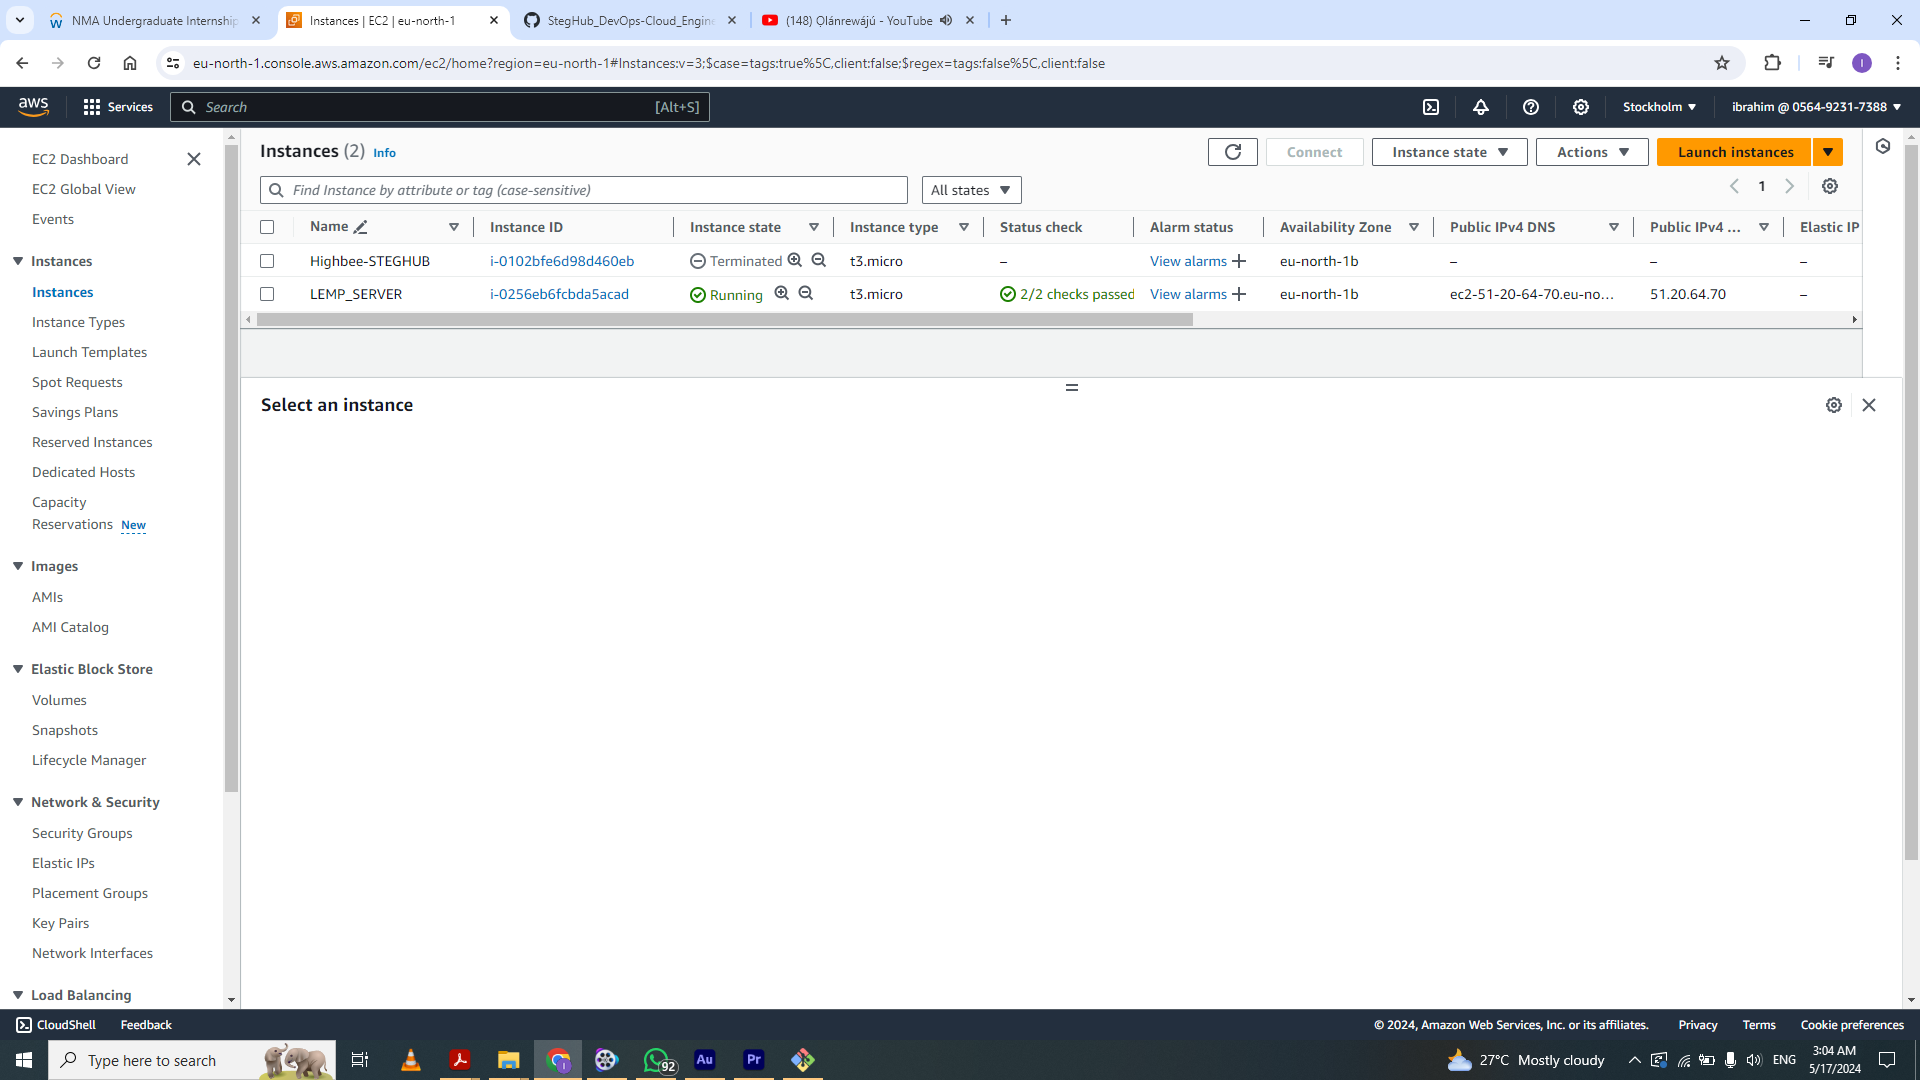 NMA Undergraduate Internship
Instances | EC2 | eu-north-1
StegHub_DevOps-Cloud_Engine
(148) Ọlánrewájú - YouTube
eu-north-1.console.aws.amazon.com/ec2/home?region=eu-north-1#Instances:v=3;$case=tags:true%5C,client:false;$regex=tags:false%5C,client:false
I
aws
Services
Search
[Alt+S]
Stockholm
ibrahim @ 0564-9231-7388
EC2 Dashboard
EC2 Global View
Events
Instances
Instances
Instance Types
Launch Templates
Spot Requests
Savings Plans
Reserved Instances
Dedicated Hosts
Capacity
Reservations New
Images
AMIs
AMI Catalog
Elastic Block Store
Volumes
Snapshots
Lifecycle Manager
Network & Security
Security Groups
Elastic IPs
Placement Groups
Key Pairs
Network Interfaces
Load Balancing
Instances (2) Info
Connect
Instance state
Actions
Launch instances
Find Instance by attribute or tag (case-sensitive)
All states
1
Name Instance ID Instance state Instance type Status check Alarm status Availability Zone Public IPv4 DNS Public IPv4 ... Elastic IP
Highbee-STEGHUB i-0102bfe6d98d460eb Terminated t3.micro – View alarms + eu-north-1b – – –
LEMP_SERVER i-0256eb6fcbda5acad Running t3.micro 2/2 checks passed View alarms + eu-north-1b ec2-51-20-64-70.eu-no... 51.20.64.70 –
Select an instance
CloudShell
Feedback
© 2024, Amazon Web Services, Inc. or its affiliates.
Privacy
Terms
Cookie preferences
Type here to search
92
Au
Pr
27°C Mostly cloudy
ENG
3:04 AM
5/17/2024